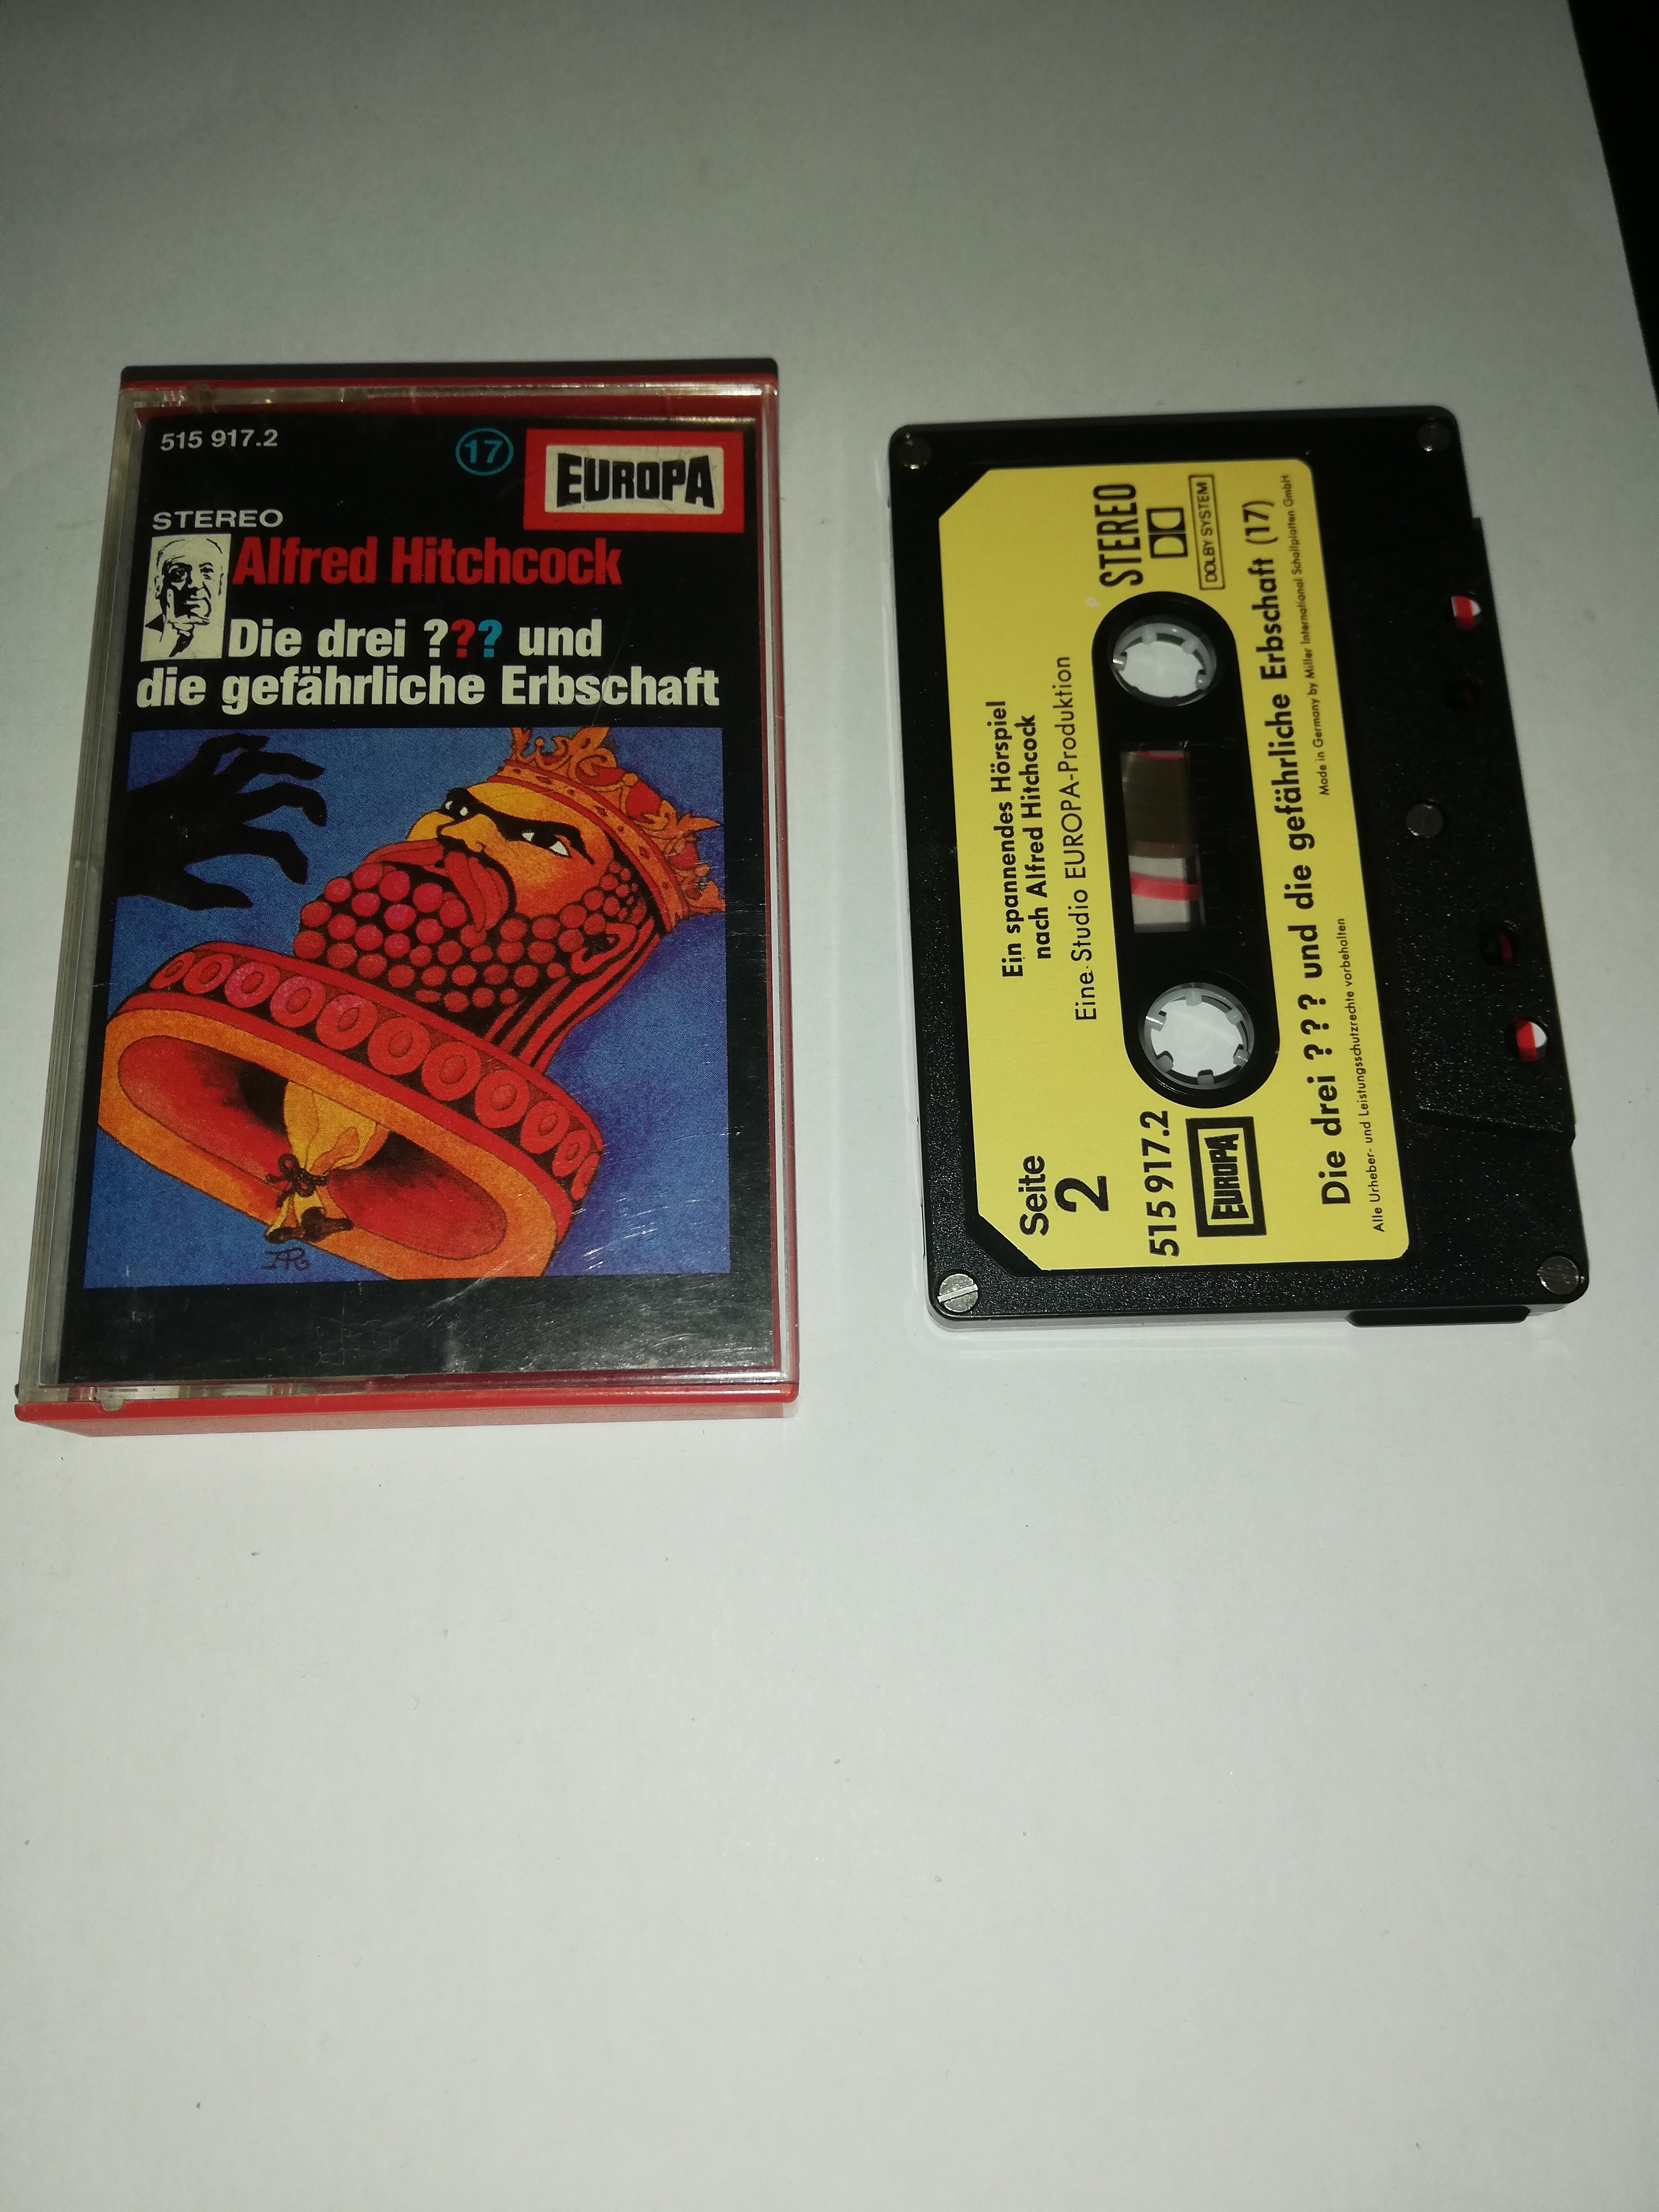 515 917.2
17
EUROPA
STEREO
Alfred Hitchcock
Die drei ??? und
die gefährliche Erbschaft
AR
Ein spannendes Hörspiel
nach Alfred Hitchcock
Eine Studio EUROPA-Produktion
Seite
2
STEREO
DOLBY SYSTEM
515 917.2
EUROPA
Die drei ? ? ? und die gefährliche Erbschaft (17)
Alle Urheber- und Leistungsschutzrechte vorbehalten
Made in Germany by Miller International Schallplatten GmbH